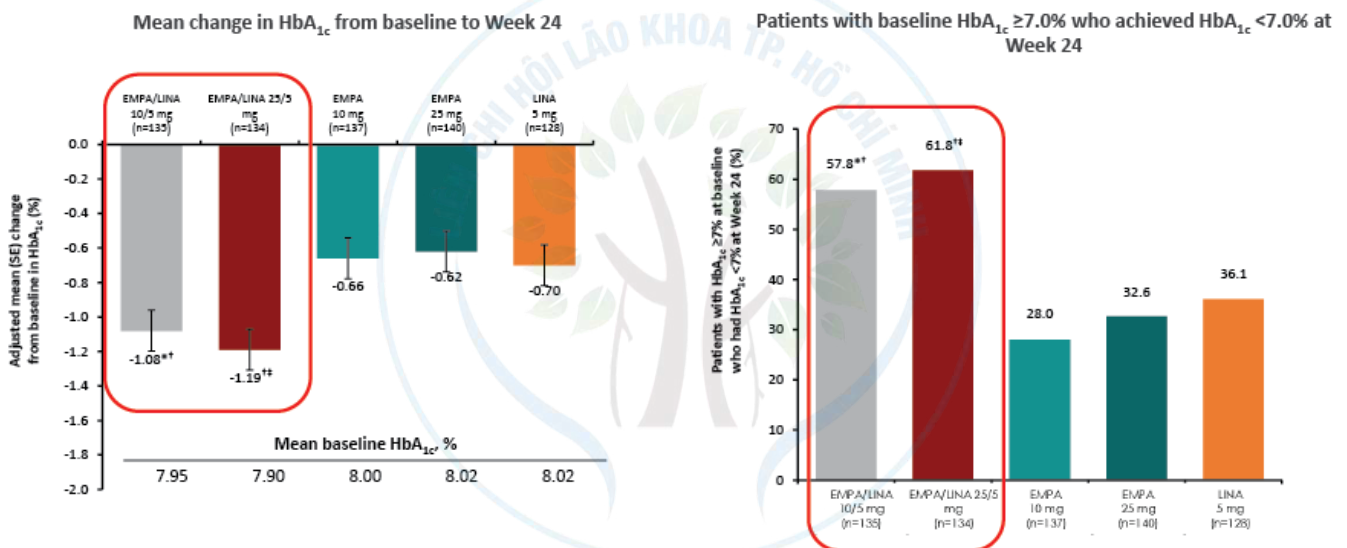 Mean change in HbA1c from baseline to Week 24
EMPA/LINA
10/5 mg
(n=135)
EMPA/LINA 25/5
mg
(n=134)
EMPA
10 mg
(n=137)
EMPA
25 mg
(n=140)
LINA
5 mg
(n=128)
Adjusted mean (SE) change
from baseline in HbA1c (%)
0.0
-0.2
-0.4
-0.6
-0.8
-1.0
-1.2
-1.4
-1.6
-1.8
-2.0
-1.08*†
-1.19†‡
-0.66
-0.62
-0.70
Mean baseline HbA1c, %
7.95 7.90 8.00 8.02 8.02
Patients with baseline HbA1c ≥7.0% who achieved HbA1c <7.0% at
Week 24
Patients with HbA1c ≥7% at baseline
who had HbA1c <7% at Week 24 (%)
70
60
50
40
30
20
10
0
57.8*†
61.8†‡
28.0
32.6
36.1
EMPA/LINA
10/5 mg
(n=135)
EMPA/LINA 25/5
mg
(n=134)
EMPA
10 mg
(n=137)
EMPA
25 mg
(n=140)
LINA
5 mg
(n=128)
CHI HỘI LÃO KHOA TP. HỒ CHÍ MINH